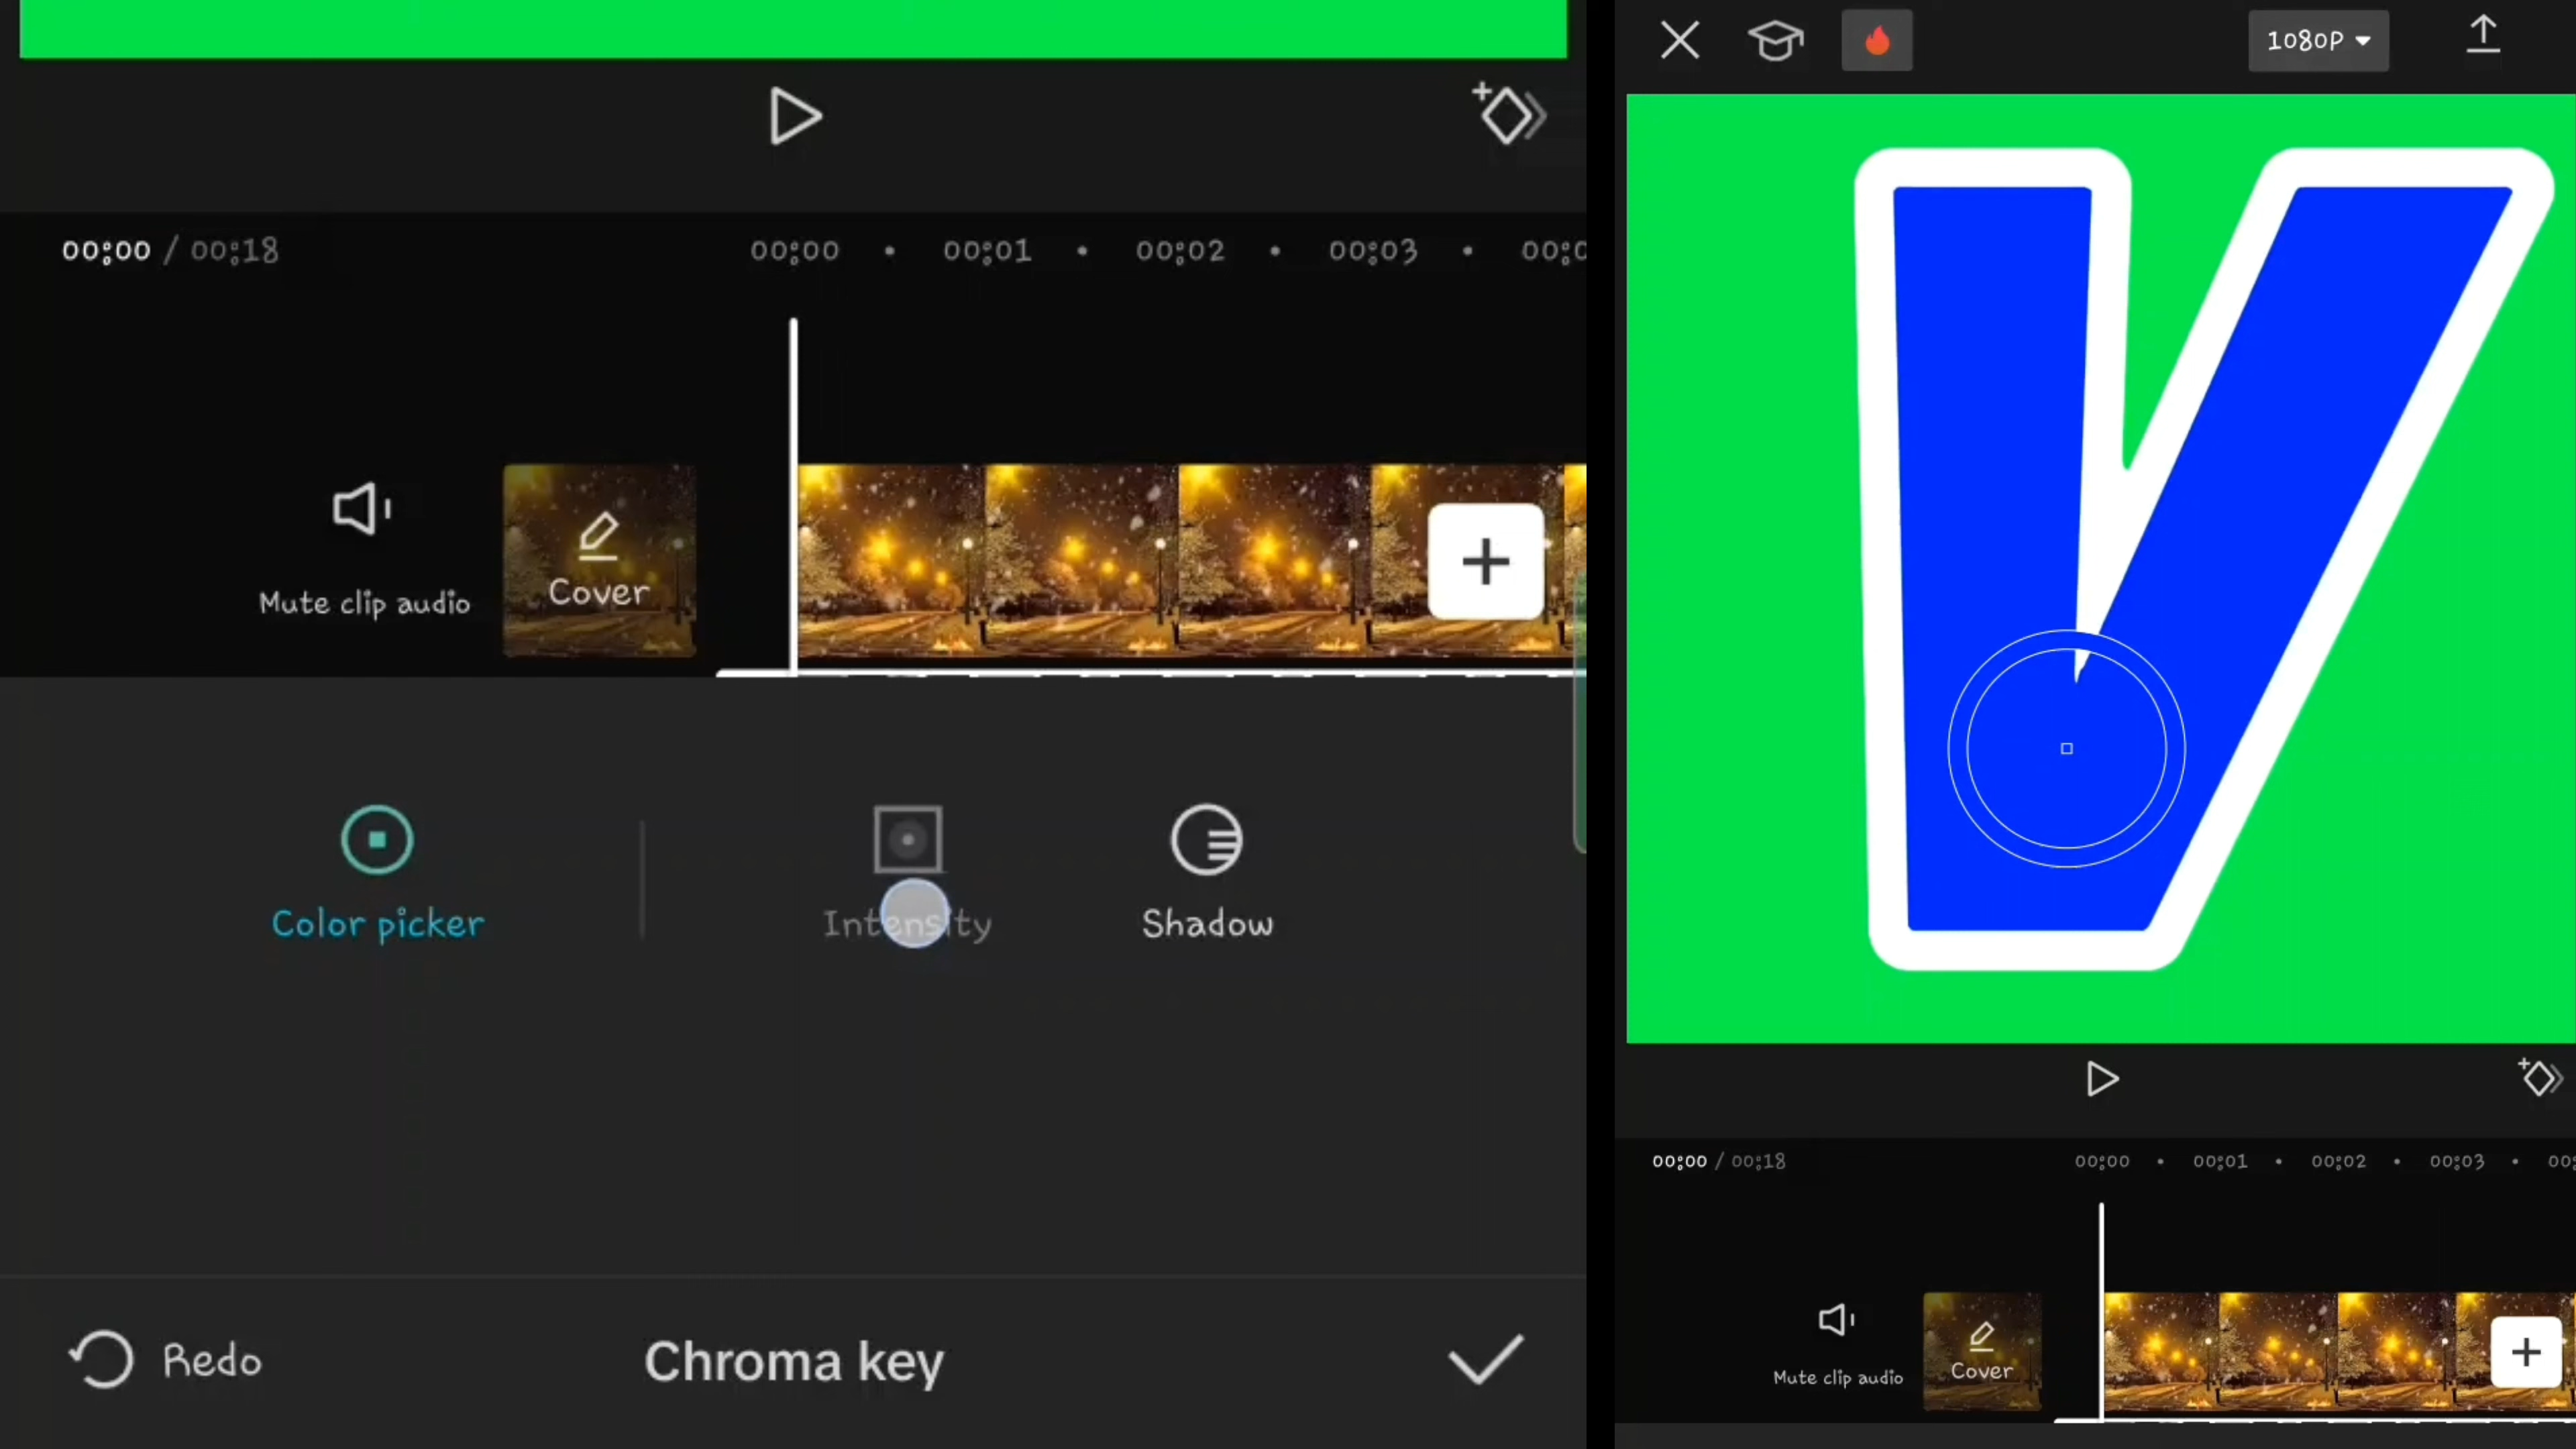 00:00 / 00:18
00:00 00:01 00:02 00:03
Mute clip audio
Cover
Color picker
Intensity
Shadow
Redo
Chroma key
1080P
V
00:00 / 00:18
00:00 00:01 00:02 00:03
Mute clip audio
Cover